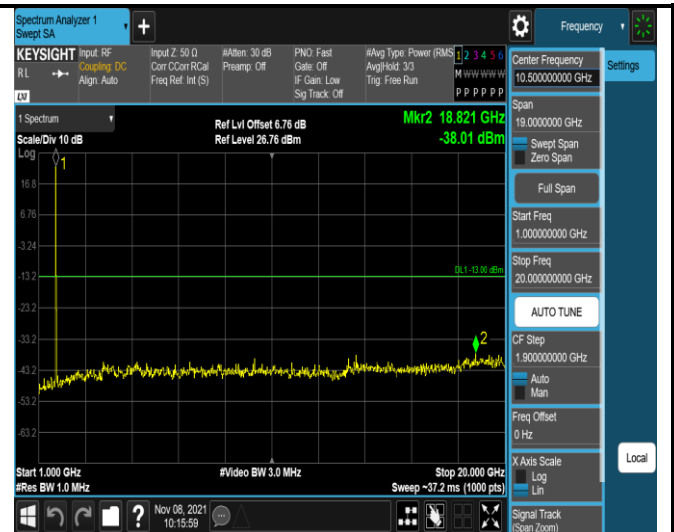 Spectrum Analyzer 1
Swept SA
+
Frequency
KEYSIGHT
RL
LXI
Input: RF
Coupling: DC
Align: Auto
Input Z: 50 Ω
Corr CCorr RCal
Freq Ref: Int (S)
#Atten: 30 dB
Preamp: Off
PNO: Fast
Gate: Off
IF Gain: Low
Sig Track: Off
#Avg Type: Power (RMS
Avg|Hold: 3/3
Trig: Free Run
1 2 3 4 5 6
M W W W W W
P P P P P P
Center Frequency
10.500000000 GHz
Settings
Span
19.0000000 GHz
Swept Span
Zero Span
Full Span
Start Freq
1.000000000 GHz
Stop Freq
20.000000000 GHz
AUTO TUNE
CF Step
1.900000000 GHz
Auto
Man
Freq Offset
0 Hz
X Axis Scale
Log
Lin
Signal Track
(Span Zoom)
Local
1 Spectrum
Scale/Div 10 dB
Ref Lvl Offset 6.76 dB
Ref Level 26.76 dBm
Mkr2 18.821 GHz
-38.01 dBm
Log
1
16.8
6.76
-3.24
-13.2
DL1 -13.00 dBm
-23.2
-33.2
2
-43.2
-53.2
-63.2
Start 1.000 GHz
#Video BW 3.0 MHz
Stop 20.000 GHz
#Res BW 1.0 MHz
Sweep ~37.2 ms (1000 pts)
?
Nov 08, 2021
10:15:59